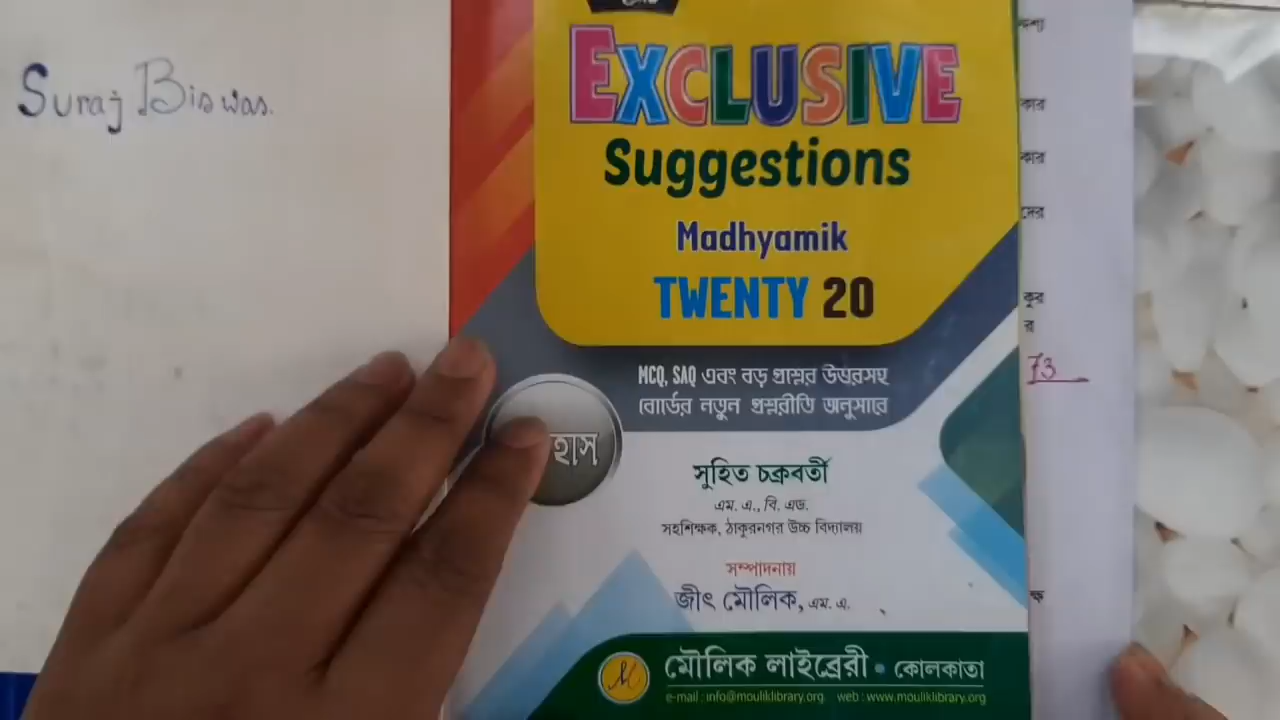 Suraj Biswas.
EXCLUSIVE
Suggestions
Madhyamik
TWENTY 20
MCQ, SAQ এবং বড় প্রশ্নের উত্তরসহ
বোর্ডের নতুন প্রশ্নরীতি অনুসারে
হাস
সুহিত চক্রবর্তী
এম. এ., বি. এড.
সহশিক্ষক, ঠাকুরনগর উচ্চ বিদ্যালয়
সম্পাদনায়
জীৎ মৌলিক, এম. এ.
মৌলিক লাইব্রেরী • কোলকাতা
e-mail : info@mouliklibrary.org. web : www.mouliklibrary.org
কার
কার
দের
কুর
র
73
ক্ষ